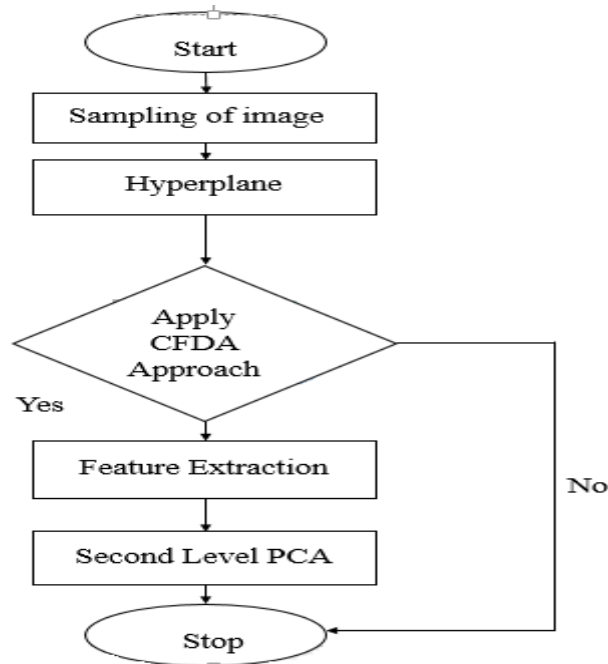 Start
Sampling of image
Hyperplane
Apply
CFDA
Approach
Yes
Feature Extraction
No
Second Level PCA
Stop